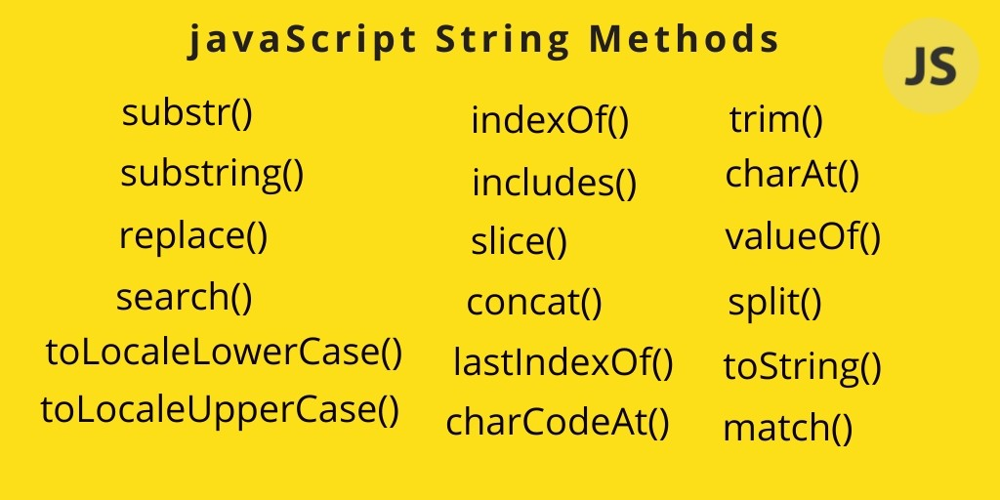 javaScript String Methods
JS
substr()
substring()
replace()
search()
toLocaleLowerCase()
toLocaleUpperCase()
indexOf()
includes()
slice()
concat()
lastIndexOf()
charCodeAt()
trim()
charAt()
valueOf()
split()
toString()
match()